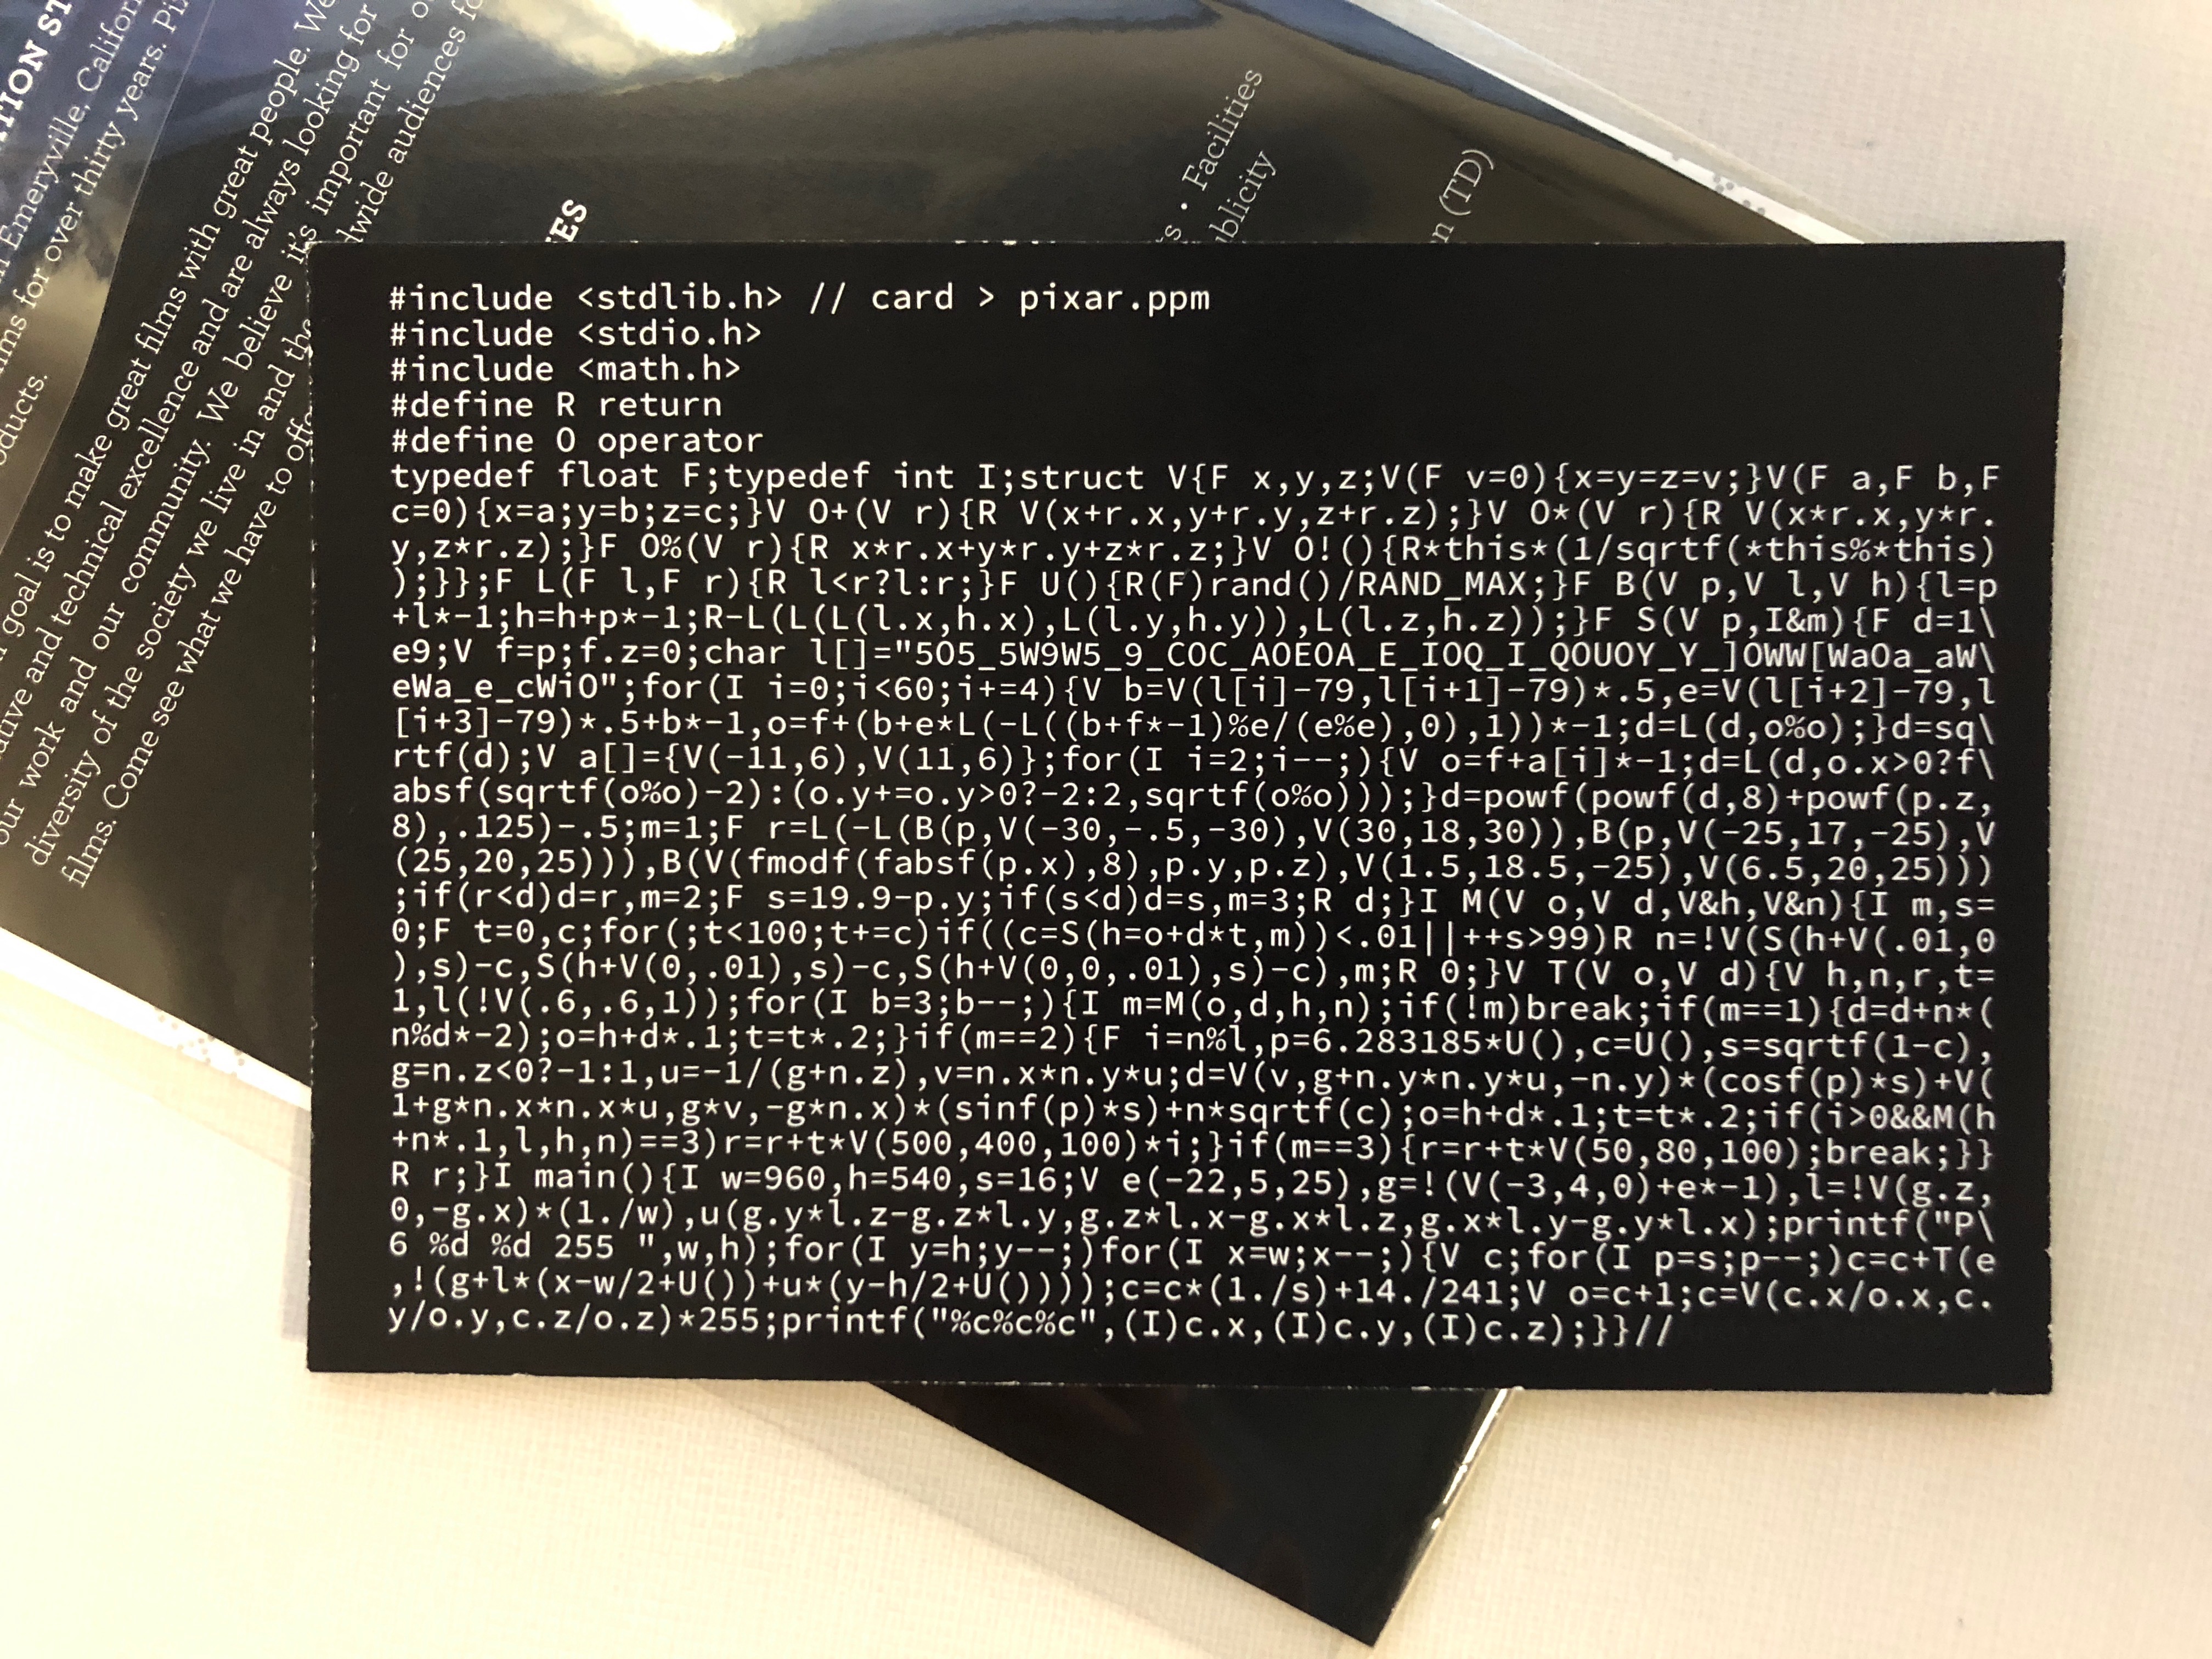 TION ST
n Emeryville, Californ
ms for over thirty years. Pi
oducts.
goal is to make great films with great people. We
ative and technical excellence and are always looking for
our work and our community. We believe it's important for o
diversity of the society we live in and the
films. Come see what we have to offe
dwide audiences fo
ES
s • Facilities
blicity
n (TD)
#include <stdlib.h> // card > pixar.ppm
#include <stdio.h>
#include <math.h>
#define R return
#define O operator
typedef float F;typedef int I;struct V{F x,y,z;V(F v=0){x=y=z=v;}V(F a,F b,F
c=0){x=a;y=b;z=c;}V O+(V r){R V(x+r.x,y+r.y,z+r.z);}V O*(V r){R V(x*r.x,y*r.
y,z*r.z);}F O%(V r){R x*r.x+y*r.y+z*r.z;}V O!(){R*this*(1/sqrtf(*this%*this)
);}};F L(F l,F r){R l<r?l:r;}F U(){R(F)rand()/RAND_MAX;}F B(V p,V l,V h){l=p
+l*-1;h=h+p*-1;R-L(L(L(l.x,h.x),L(l.y,h.y)),L(l.z,h.z));}F S(V p,I&m){F d=1\
e9;V f=p;f.z=0;char l[]="5O5_5W9W5_9_COC_AOEOA_E_IOQ_I_QOUOY_Y_]OWW[WaOa_aW\
eWa_e_cWiO";for(I i=0;i<60;i+=4){V b=V(l[i]-79,l[i+1]-79)*.5,e=V(l[i+2]-79,l
[i+3]-79)*.5+b*-1,o=f+(b+e*L(-L((b+f*-1)%e/(e%e),0),1))*-1;d=L(d,o%o);}d=sq\
rtf(d);V a[]={V(-11,6),V(11,6)};for(I i=2;i--;){V o=f+a[i]*-1;d=L(d,o.x>0?f\
absf(sqrtf(o%o)-2):(o.y+=o.y>0?-2:2,sqrtf(o%o)));}d=powf(powf(d,8)+powf(p.z,
8),.125)-.5;m=1;F r=L(-L(B(p,V(-30,-.5,-30),V(30,18,30)),B(p,V(-25,17,-25),V
(25,20,25))),B(V(fmodf(fabsf(p.x),8),p.y,p.z),V(1.5,18.5,-25),V(6.5,20,25)))
;if(r<d)d=r,m=2;F s=19.9-p.y;if(s<d)d=s,m=3;R d;}I M(V o,V d,V&h,V&n){I m,s=
0;F t=0,c;for(;t<100;t+=c)if((c=S(h=o+d*t,m))<.01||++s>99)R n=!V(S(h+V(.01,0
),s)-c,S(h+V(0,.01),s)-c,S(h+V(0,0,.01),s)-c),m;R 0;}V T(V o,V d){V h,n,r,t=
1,l(!V(.6,.6,1));for(I b=3;b--;){I m=M(o,d,h,n);if(!m)break;if(m==1){d=d+n*(
n%d*-2);o=h+d*.1;t=t*.2;}if(m==2){F i=n%l,p=6.283185*U(),c=U(),s=sqrtf(1-c),
g=n.z<0?-1:1,u=-1/(g+n.z),v=n.x*n.y*u;d=V(v,g+n.y*n.y*u,-n.y)*(cosf(p)*s)+V(
1+g*n.x*n.x*u,g*v,-g*n.x)*(sinf(p)*s)+n*sqrtf(c);o=h+d*.1;t=t*.2;if(i>0&&M(h
+n*.1,l,h,n)==3)r=r+t*V(500,400,100)*i;}if(m==3){r=r+t*V(50,80,100);break;}}
R r;}I main(){I w=960,h=540,s=16;V e(-22,5,25),g=!(V(-3,4,0)+e*-1),l=!V(g.z,
0,-g.x)*(1./w),u(g.y*l.z-g.z*l.y,g.z*l.x-g.x*l.z,g.x*l.y-g.y*l.x);printf("P\
6 %d %d 255 ",w,h);for(I y=h;y--;)for(I x=w;x--;){V c;for(I p=s;p--;)c=c+T(e
,!(g+l*(x-w/2+U())+u*(y-h/2+U())));c=c*(1./s)+14./241;V o=c+1;c=V(c.x/o.x,c.
y/o.y,c.z/o.z)*255;printf("%c%c%c",(I)c.x,(I)c.y,(I)c.z);}}//